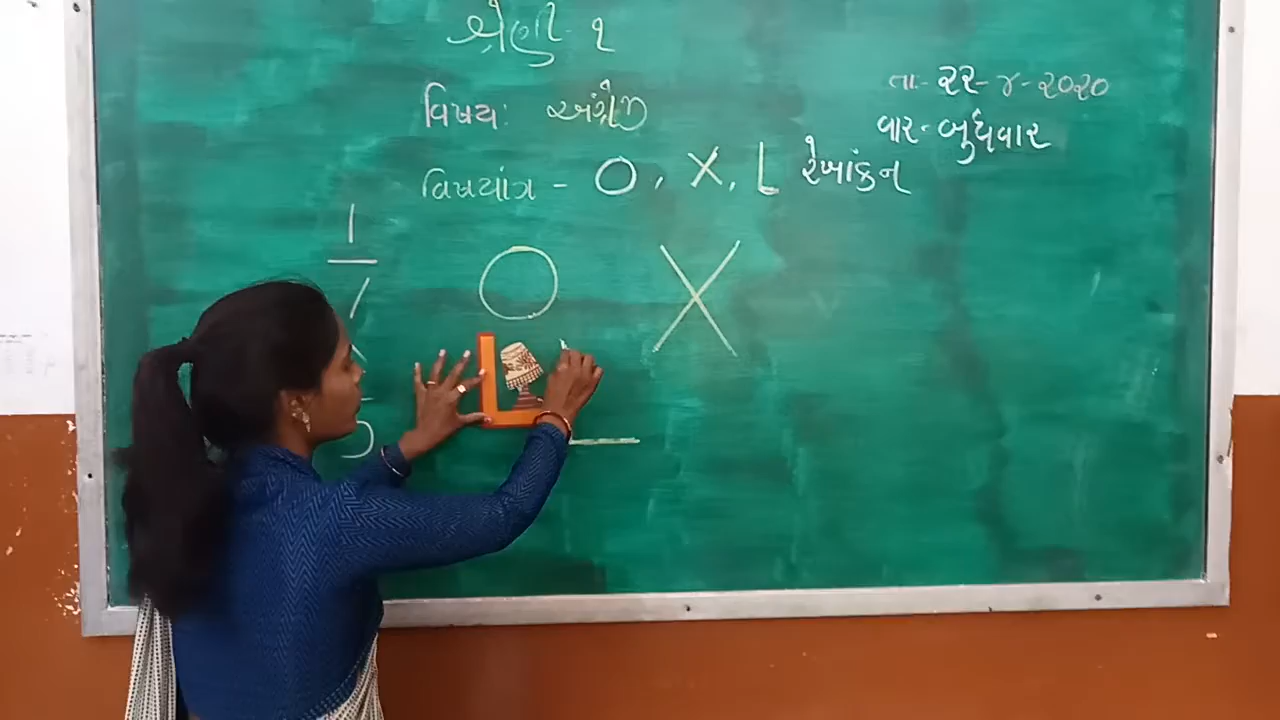 શ્રેણી - ૧
વિષય: અંગ્રેજી
તા- ૨૨-૪-૨૦૨૦
વાર - બુધવાર
વિષયાંગ - O, X, L રેખાંકન
O X
L